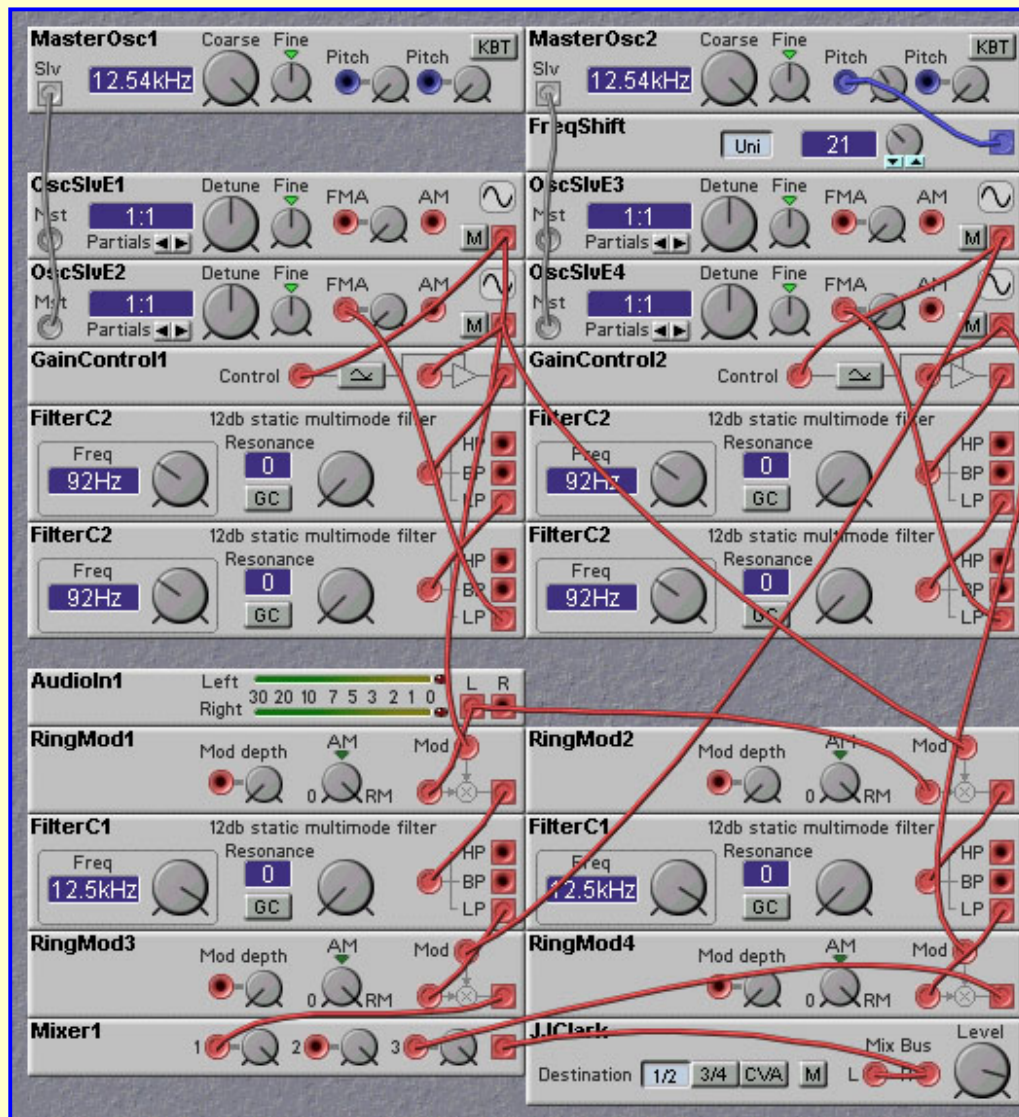 MasterOsc1 Coarse Fine Pitch Pitch KBT
Slv 12.54kHz
MasterOsc2 Coarse Fine Pitch Pitch KBT
Slv 12.54kHz
FreqShift
Uni 21
OscSlvE1 Detune Fine FMA AM
Mst 1:1
Partials M
OscSlvE3 Detune Fine FMA AM
Mst 1:1
Partials M
OscSlvE2 Detune Fine FMA AM
Mst 1:1
Partials M
OscSlvE4 Detune Fine FMA AM
Mst 1:1
Partials M
GainControl1
Control
GainControl2
Control
FilterC2 12db static multimode filter
Freq Resonance HP
92Hz 0 BP
GC LP
FilterC2 12db static multimode filter
Freq Resonance HP
92Hz 0 BP
GC LP
FilterC2 12db static multimode filter
Freq Resonance HP
92Hz 0 BP
GC LP
FilterC2 12db static multimode filter
Freq Resonance HP
92Hz 0 BP
GC LP
AudioIn1 Left L R
30 20 10 7 5 3 2 1 0
Right
RingMod1 Mod depth AM Mod
0 RM
RingMod2 Mod depth AM Mod
0 RM
FilterC1 12db static multimode filter
Freq Resonance HP
12.5kHz 0 BP
GC LP
FilterC1 12db static multimode filter
Freq Resonance HP
12.5kHz 0 BP
GC LP
RingMod3 Mod depth AM Mod
0 RM
RingMod4 Mod depth AM Mod
0 RM
Mixer1
1 2 3
JJClark Mix Bus Level
Destination 1/2 3/4 CVA M L R